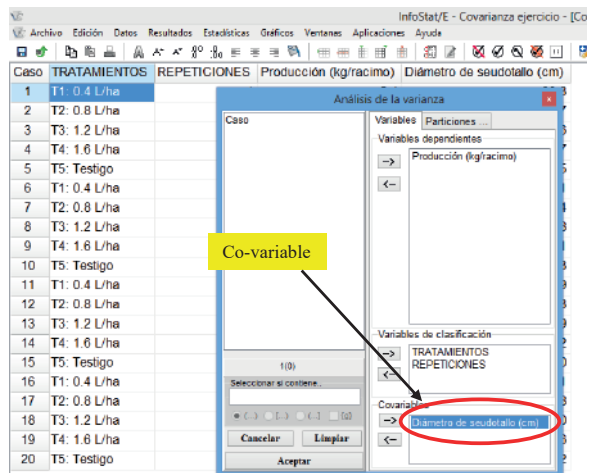 InfoStat/E - Covarianza ejercicio - [Co
Archivo Edición Datos Resultados Estadísticas Gráficos Ventanas Aplicaciones Ayuda
Caso TRATAMIENTOS REPETICIONES Producción (kg/racimo) Diámetro de seudotallo (cm)
1 T1: 0.4 L/ha
2 T2: 0.8 L/ha
3 T3: 1.2 L/ha
4 T4: 1.6 L/ha
5 T5: Testigo
6 T1: 0.4 L/ha
7 T2: 0.8 L/ha
8 T3: 1.2 L/ha
9 T4: 1.6 L/ha
10 T5: Testigo
11 T1: 0.4 L/ha
12 T2: 0.8 L/ha
13 T3: 1.2 L/ha
14 T4: 1.6 L/ha
15 T5: Testigo
16 T1: 0.4 L/ha
17 T2: 0.8 L/ha
18 T3: 1.2 L/ha
19 T4: 1.6 L/ha
20 T5: Testigo
Análisis de la varianza
Caso
Variables Particiones ...
Variables dependientes
Producción (kg/racimo)
Co-variable
Variables de clasificación
TRATAMIENTOS
REPETICIONES
1(0)
Seleccionar si contiene..
Covariables
Diámetro de seudotallo (cm)
Cancelar Limpiar
Aceptar